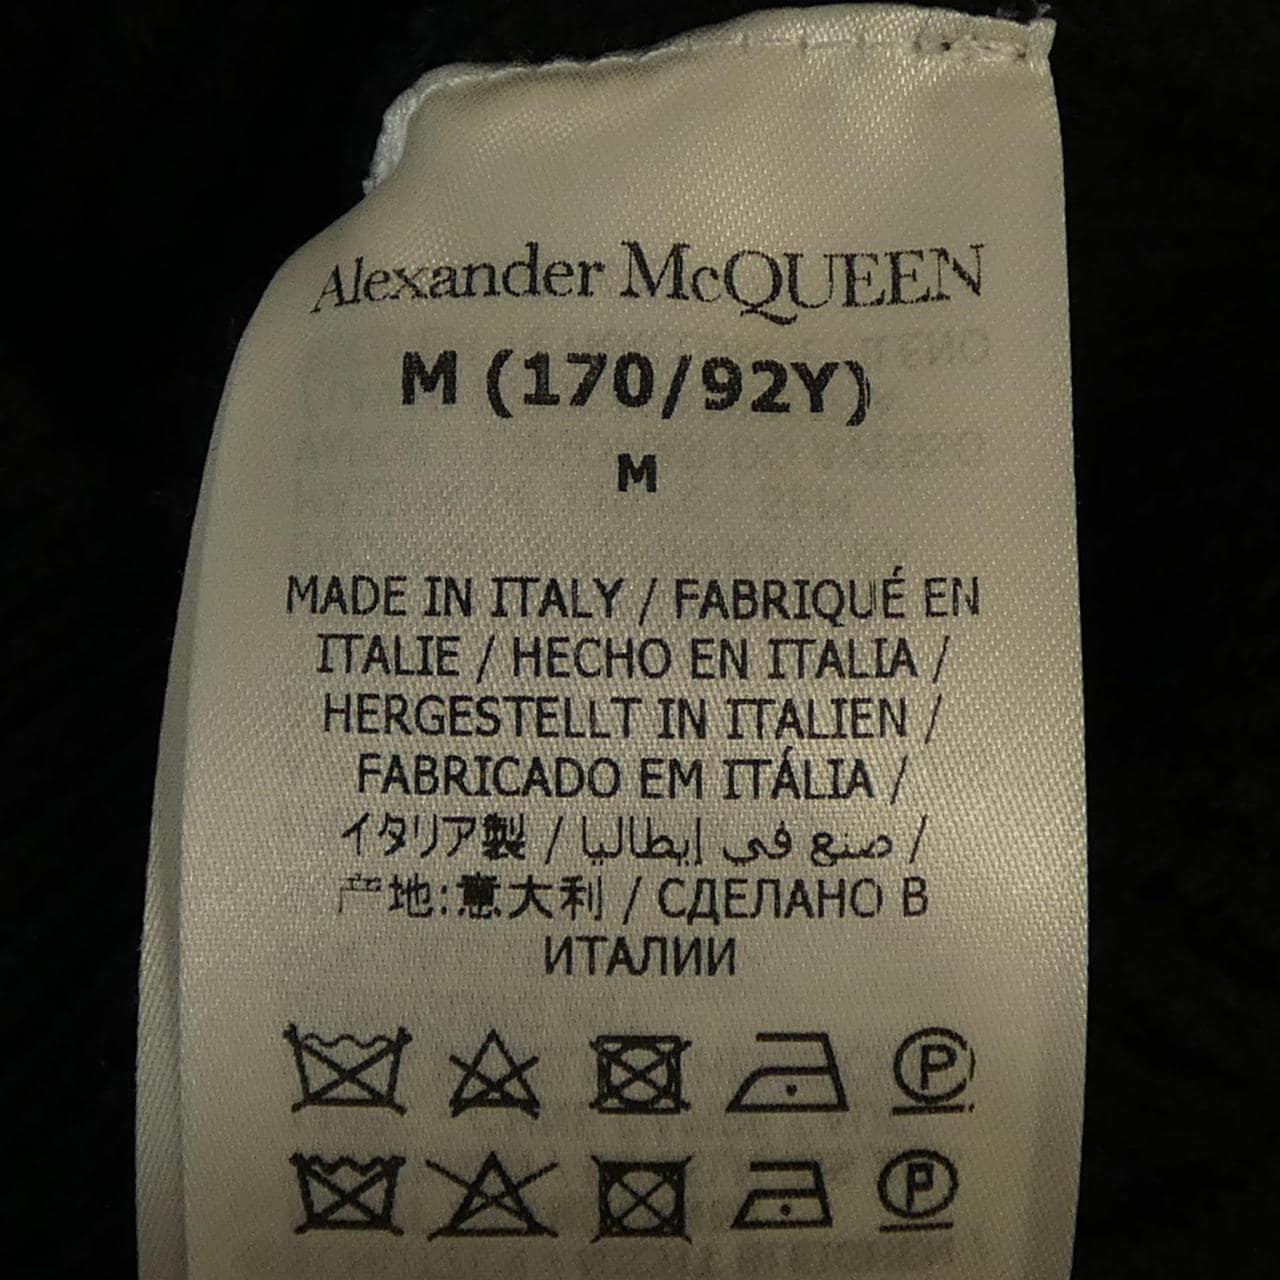 Alexander McQUEEN
M (170/92Y)
M
MADE IN ITALY / FABRIQUÉ EN
ITALIE / HECHO EN ITALIA /
HERGESTELLT IN ITALIEN /
FABRICADO EM ITÁLIA /
イタリア製 / صنع في إيطاليا /
产地:意大利 / СДЕЛАНО В
ИТАЛИИ
P
P